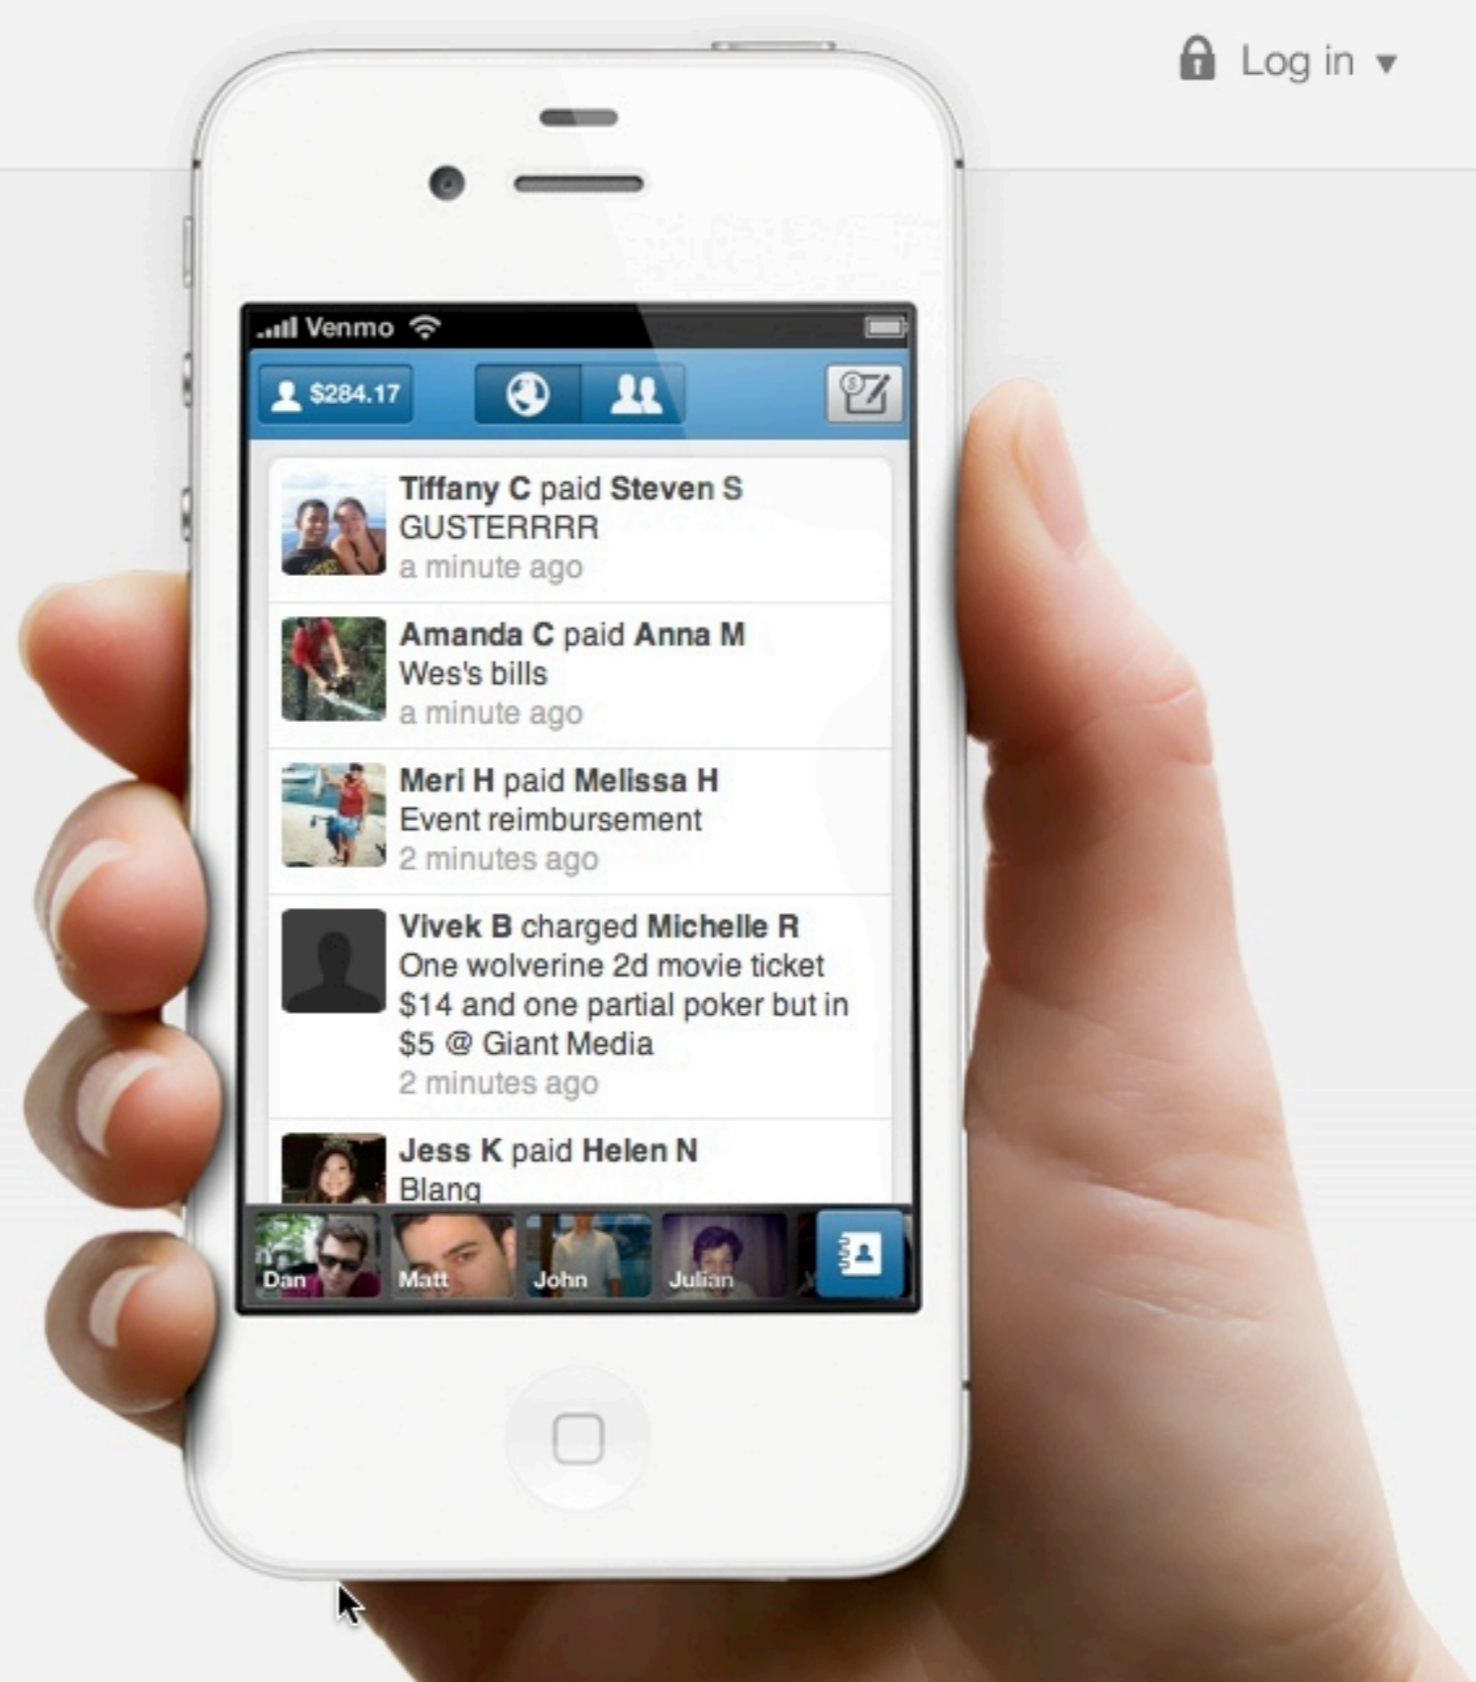 Log in
Venmo
$284.17
Tiffany C paid Steven S
GUSTERRRR
a minute ago
Amanda C paid Anna M
Wes's bills
a minute ago
Meri H paid Melissa H
Event reimbursement
2 minutes ago
Vivek B charged Michelle R
One wolverine 2d movie ticket
$14 and one partial poker but in
$5 @ Giant Media
2 minutes ago
Jess K paid Helen N
Blang
Dan
Matt
John
Julian